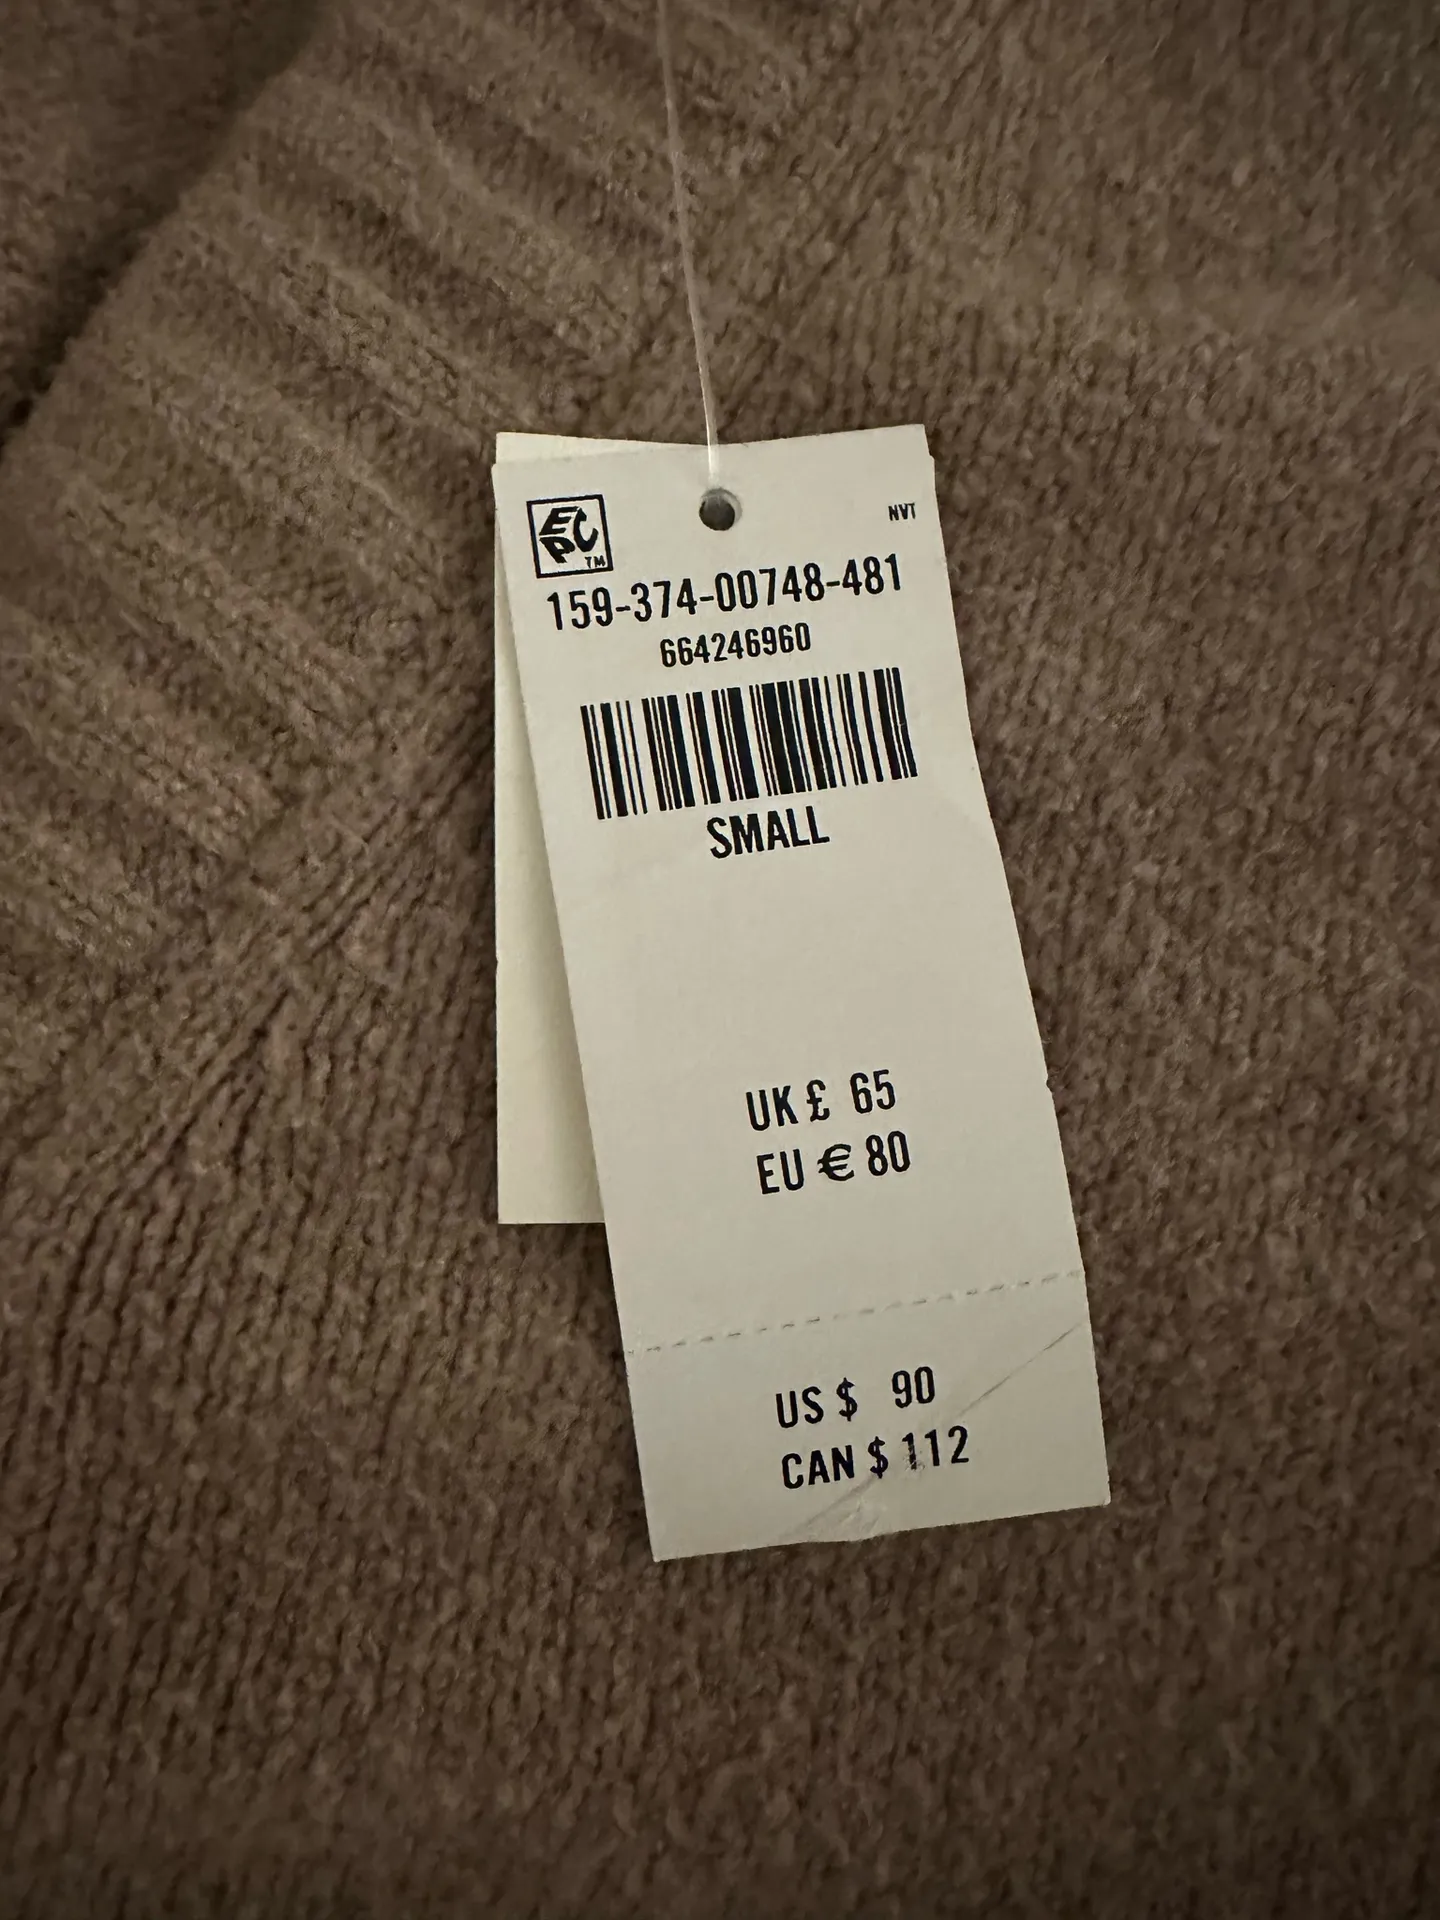 EPC TM
NVT
159-374-00748-481
664246960
SMALL
UK £ 65
EU € 80
US $ 90
CAN $ 112